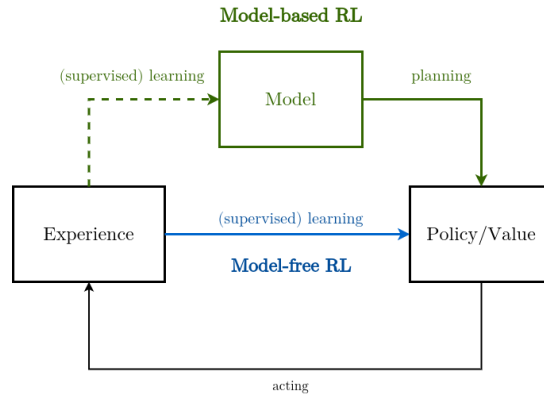 Model-based RL
(supervised) learning
planning
Model
(supervised) learning
Experience
Policy/Value
Model-free RL
acting